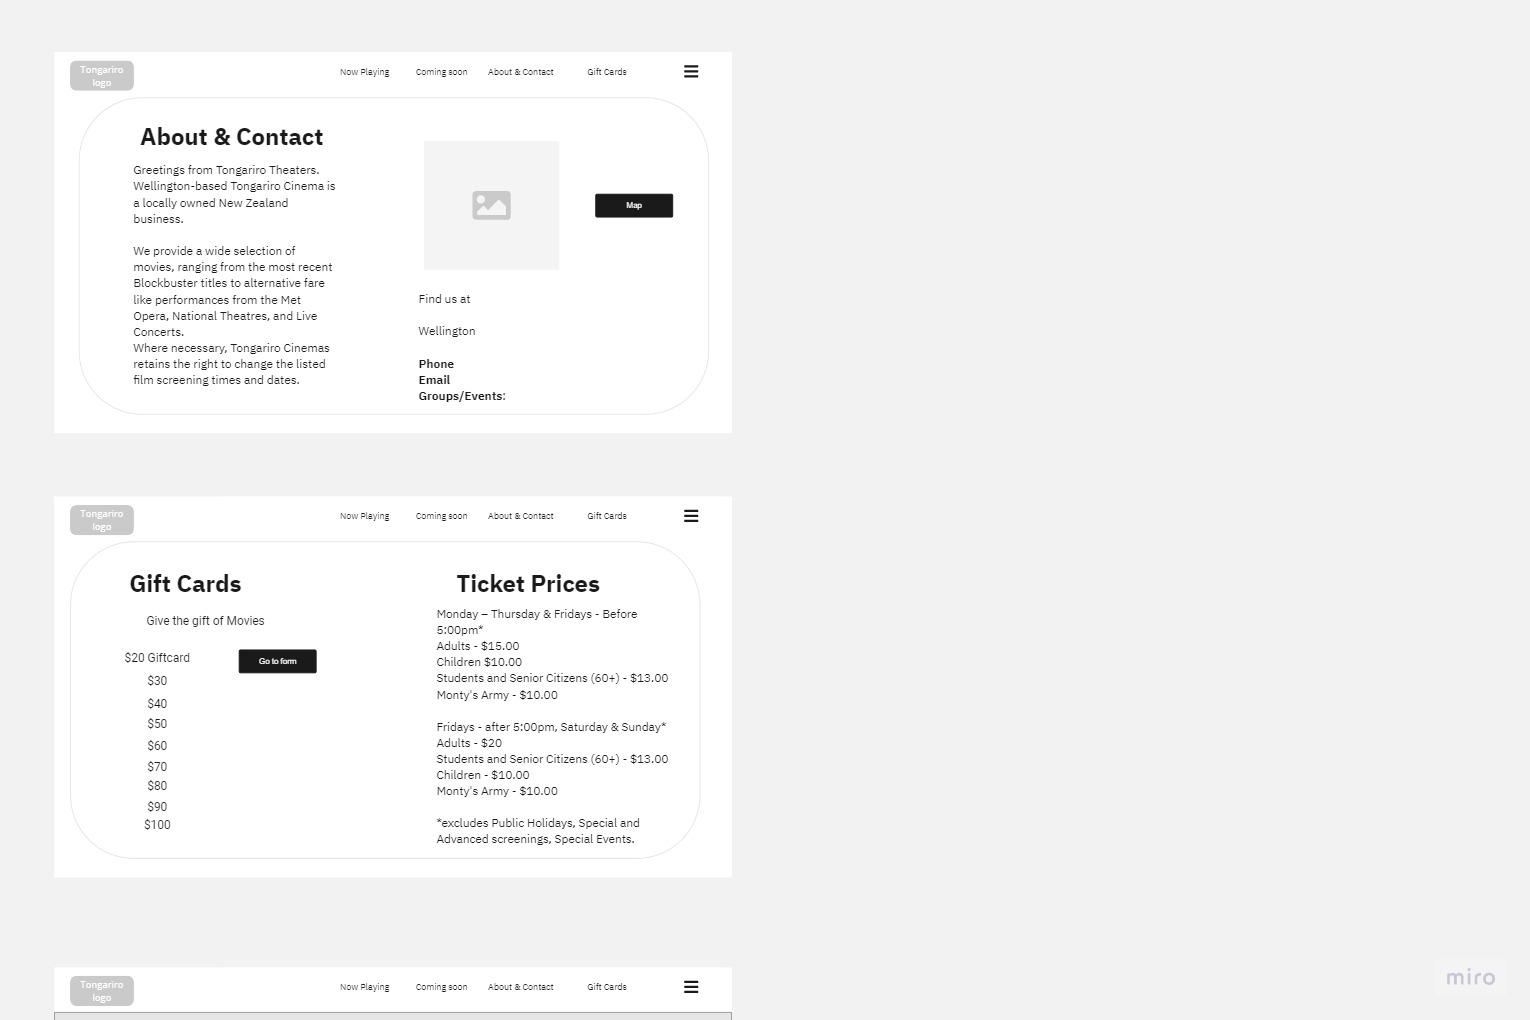 Tongariro
logo
Now Playing
Coming soon
About & Contact
Gift Cards
About & Contact
Greetings from Tongariro Theaters.
Wellington-based Tongariro Cinema is
a locally owned New Zealand
business.
We provide a wide selection of
movies, ranging from the most recent
Blockbuster titles to alternative fare
like performances from the Met
Opera, National Theatres, and Live
Concerts.
Where necessary, Tongariro Cinemas
retains the right to change the listed
film screening times and dates.
Map
Find us at
Wellington
Phone
Email
Groups/Events:
Tongariro
logo
Now Playing
Coming soon
About & Contact
Gift Cards
Gift Cards
Give the gift of Movies
$20 Giftcard
Go to form
$30
$40
$50
$60
$70
$80
$90
$100
Ticket Prices
Monday – Thursday & Fridays - Before
5:00pm*
Adults - $15.00
Children $10.00
Students and Senior Citizens (60+) - $13.00
Monty's Army - $10.00
Fridays - after 5:00pm, Saturday & Sunday*
Adults - $20
Students and Senior Citizens (60+) - $13.00
Children - $10.00
Monty's Army - $10.00
*excludes Public Holidays, Special and
Advanced screenings, Special Events.
Tongariro
logo
Now Playing
Coming soon
About & Contact
Gift Cards
miro